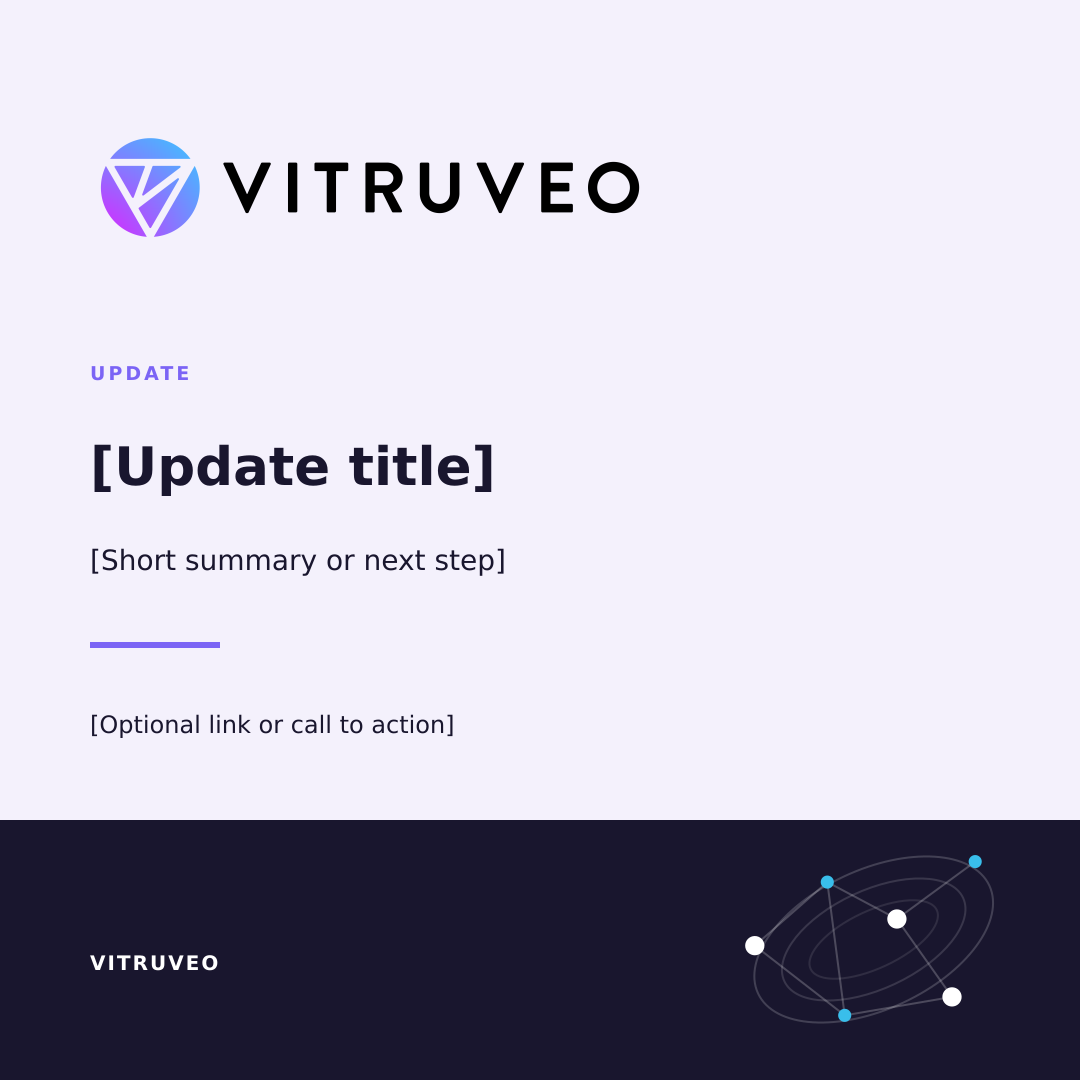 VITRUVEO
UPDATE
[Update title]
[Short summary or next step]
[Optional link or call to action]
VITRUVEO